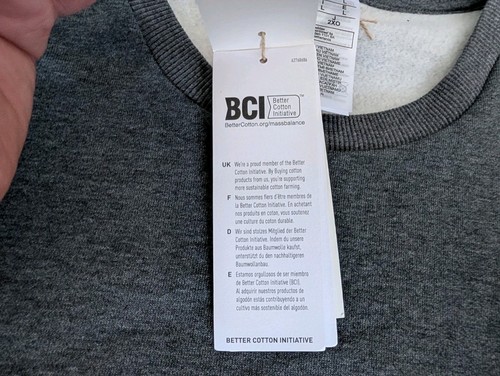 BCI Better
Cotton
Initiative™
BetterCotton.org/massbalance
UK We're a proud member of the Better
Cotton Initiative. By Buying cotton
products from us, you're supporting
more sustainable cotton farming.
F Nous sommes fiers d'être membres de
la Better Cotton Initiative. En achetant
nos produits en coton, vous soutenez
une culture du coton durable.
D Wir sind stolzes Mitglied der Better
Cotton Initiative. Indem du unsere
Produkte aus Baumwolle kaufst,
unterstützt du den nachhaltigeren
Baumwollanbau.
E Estamos orgullosos de ser miembro
de Better Cotton Initiative (BCI).
Al adquirir nuestros productos de
algodón estás contribuyendo a un
cultivo más sostenible del algodón.
BETTER COTTON INITIATIVE
2XO